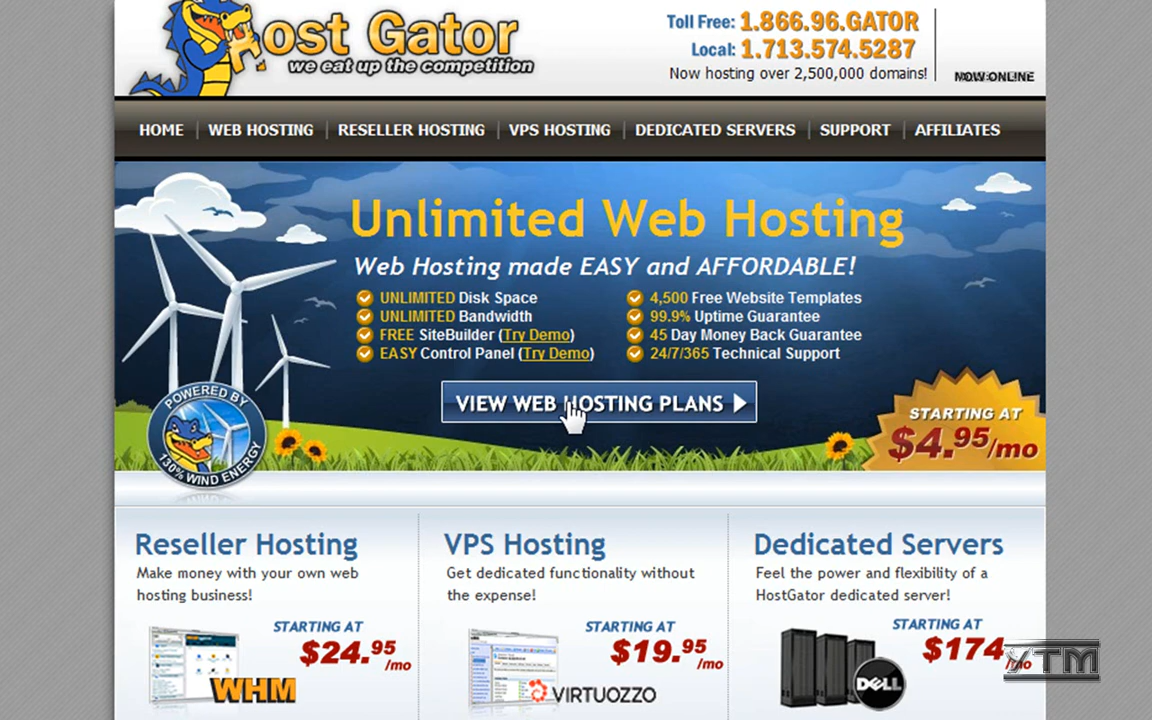 ost Gator
we eat up the competition
Toll Free: 1.866.96.GATOR
Local: 1.713.574.5287
Now hosting over 2,500,000 domains!
NOW ONLINE
HOME WEB HOSTING RESELLER HOSTING VPS HOSTING DEDICATED SERVERS SUPPORT AFFILIATES
Unlimited Web Hosting
Web Hosting made EASY and AFFORDABLE!
UNLIMITED Disk Space
UNLIMITED Bandwidth
FREE SiteBuilder (Try Demo)
EASY Control Panel (Try Demo)
4,500 Free Website Templates
99.9% Uptime Guarantee
45 Day Money Back Guarantee
24/7/365 Technical Support
VIEW WEB HOSTING PLANS
POWERED BY
130% WIND ENERGY
STARTING AT
$4.95/mo
Reseller Hosting
Make money with your own web
hosting business!
STARTING AT
$24.95/mo
WHM
VPS Hosting
Get dedicated functionality without
the expense!
STARTING AT
$19.95/mo
VIRTUOZZO
Dedicated Servers
Feel the power and flexibility of a
HostGator dedicated server!
STARTING AT
$174/mo
DELL
YTM